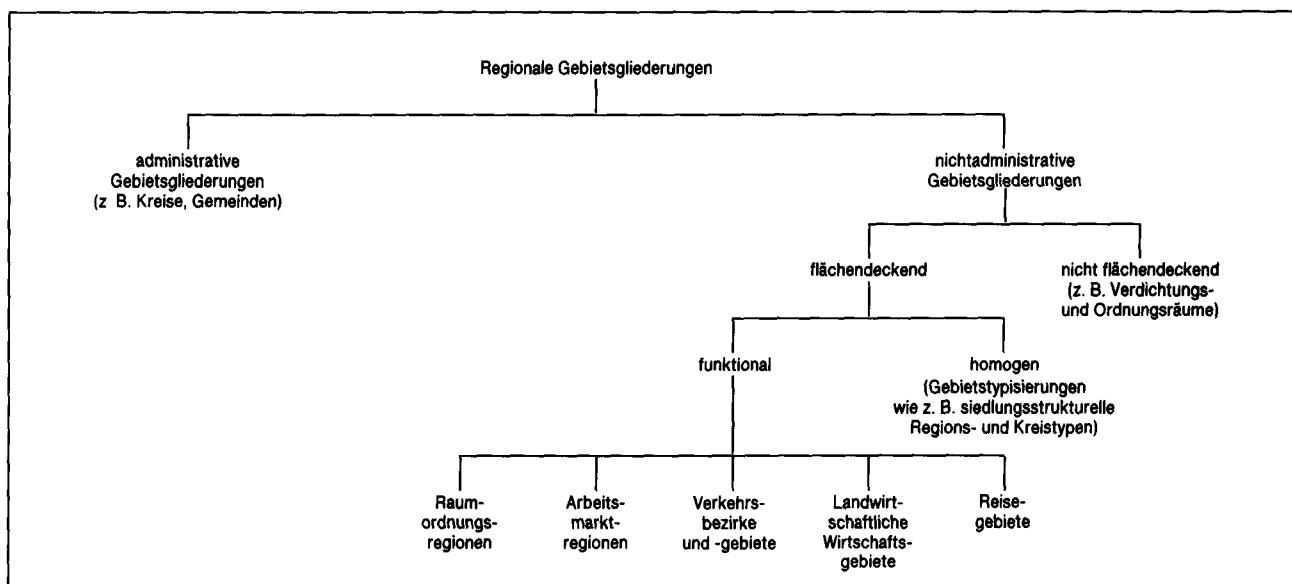 Regionale Gebietsgliederungen
administrative
Gebietsgliederungen
(z B. Kreise, Gemeinden)
nichtadministrative
Gebietsgliederungen
flächendeckend
nicht flächendeckend
(z. B. Verdichtungs-
und Ordnungsräume)
funktional
homogen
(Gebietstypisierungen
wie z. B. siedlungsstrukturelle
Regions- und Kreistypen)
Raum-
ordnungs-
regionen
Arbeits-
markt-
regionen
Verkehrs-
bezirke
und -gebiete
Landwirt-
schaftliche
Wirtschafts-
gebiete
Reise-
gebiete